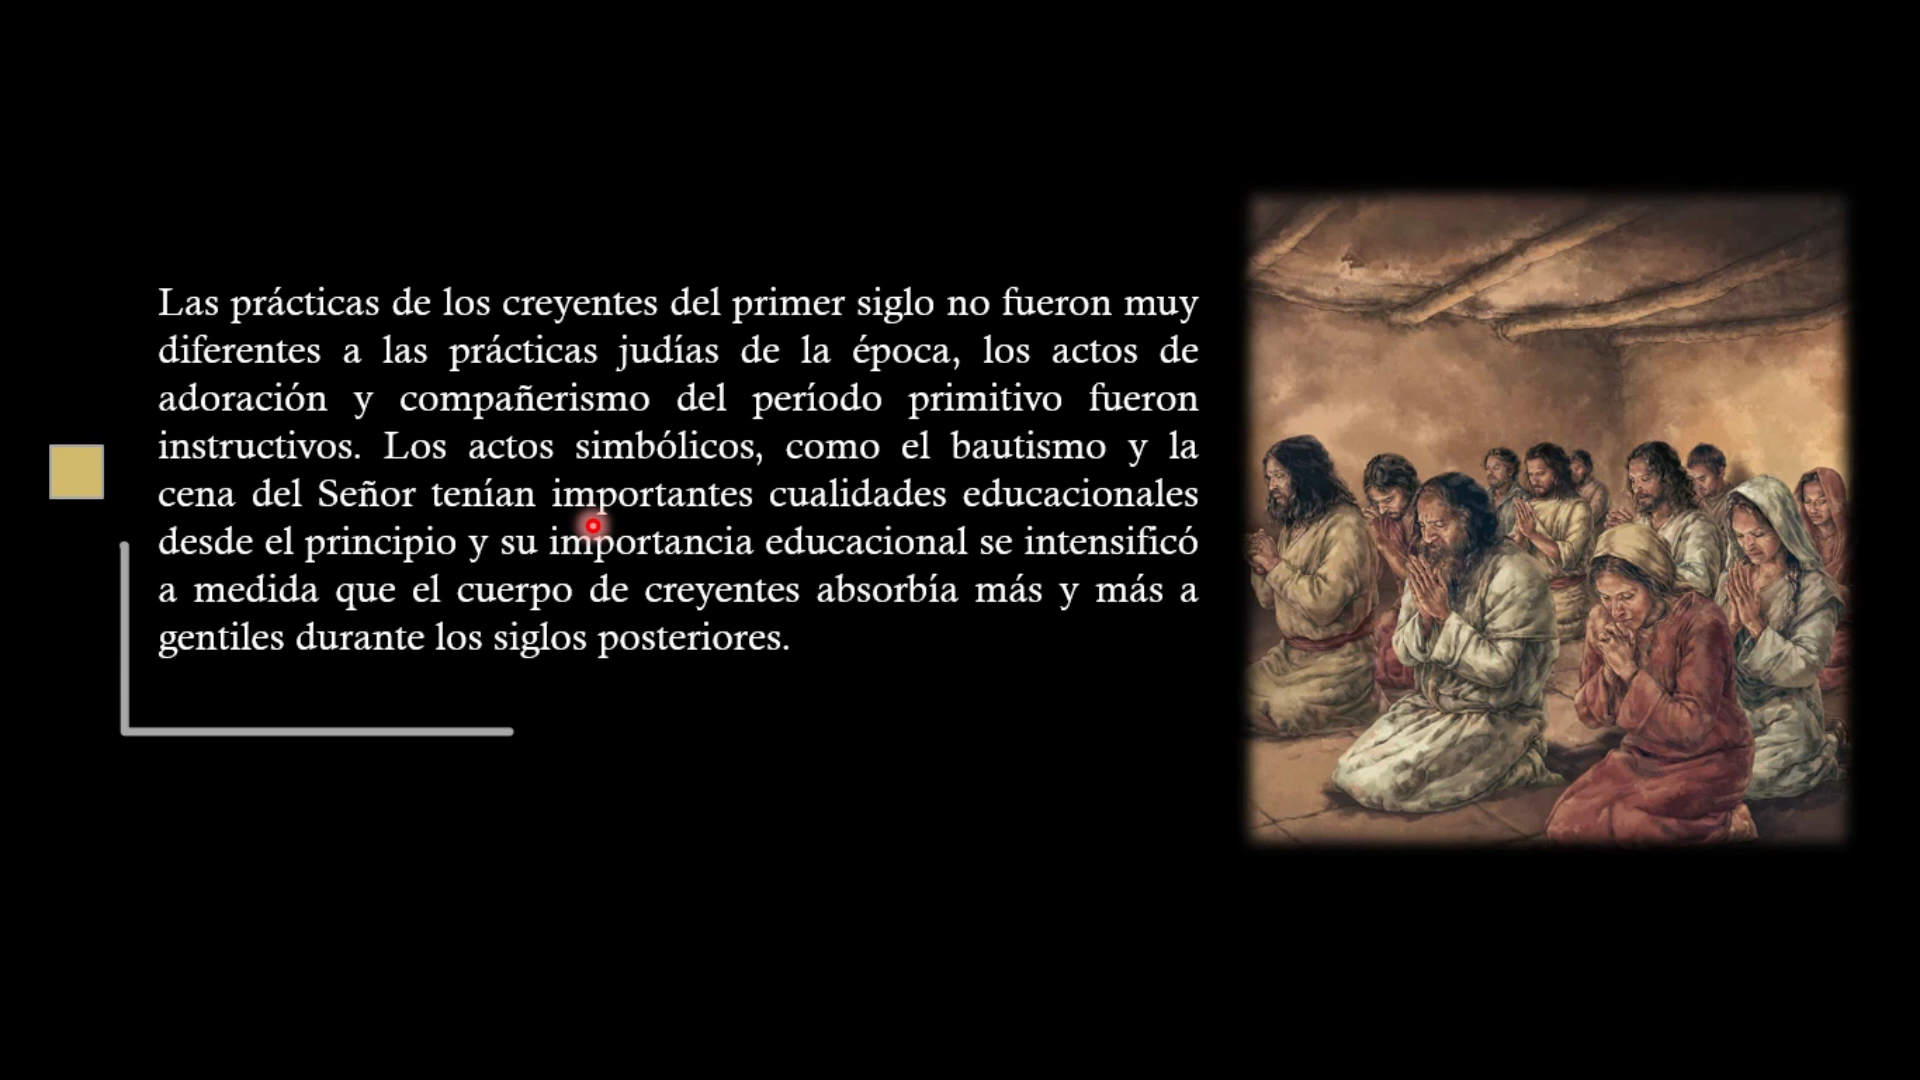 Las prácticas de los creyentes del primer siglo no fueron muy
diferentes a las prácticas judías de la época, los actos de
adoración y compañerismo del período primitivo fueron
instructivos. Los actos simbólicos, como el bautismo y la
cena del Señor tenían importantes cualidades educacionales
desde el principio y su importancia educacional se intensificó
a medida que el cuerpo de creyentes absorbía más y más a
gentiles durante los siglos posteriores.